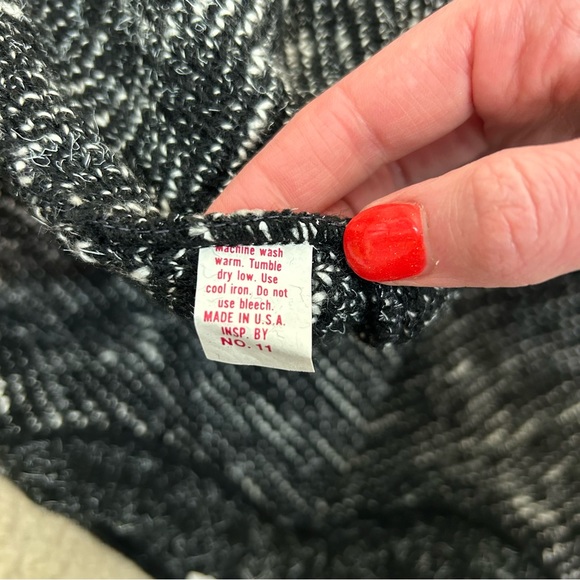 Machine wash
warm. Tumble
dry low. Use
cool iron. Do not
use bleech.
MADE IN U.S.A.
INSP. BY
NO. 11